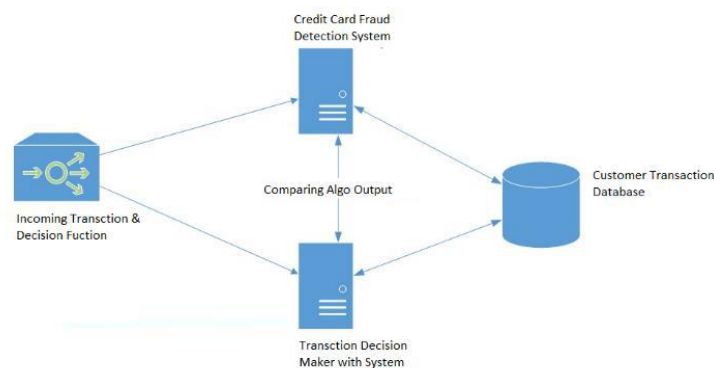 Credit Card Fraud
Detection System
Incoming Transction &
Decision Fuction
Comparing Algo Output
Customer Transaction
Database
Transction Decision
Maker with System